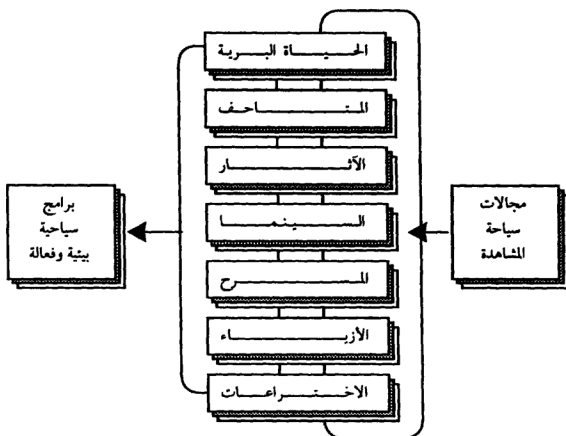 مجالات
سياحة
المشاهدة
الحياة البرية
المتاحف
الآثار
السينما
المسرح
الأزياء
الاختراعات
برامج
سياحية
بيئية وفعالة